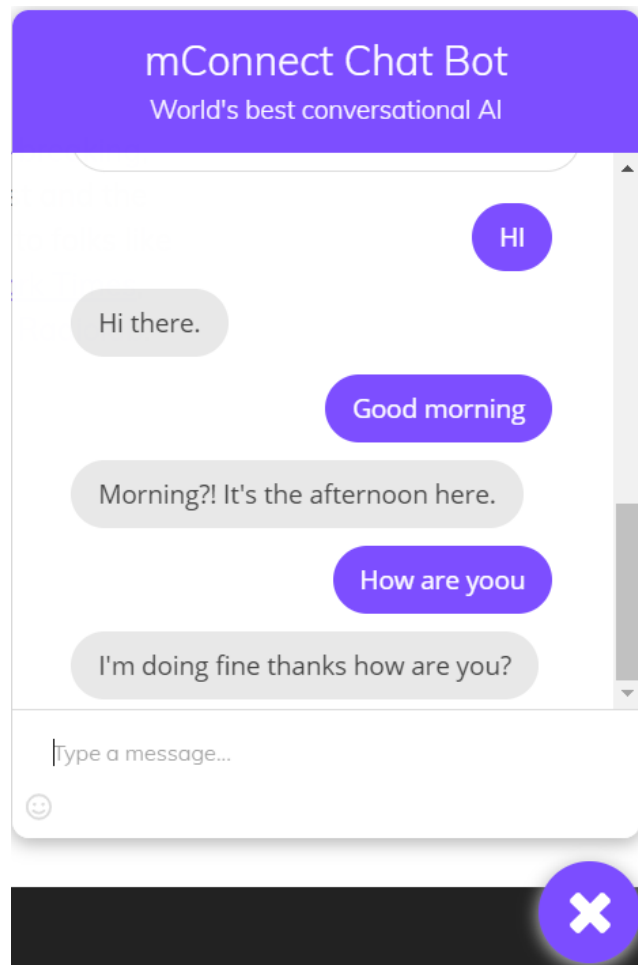 mConnect Chat Bot
World's best conversational AI
HI
Hi there.
Good morning
Morning?! It's the afternoon here.
How are yoou
I'm doing fine thanks how are you?
Type a message...